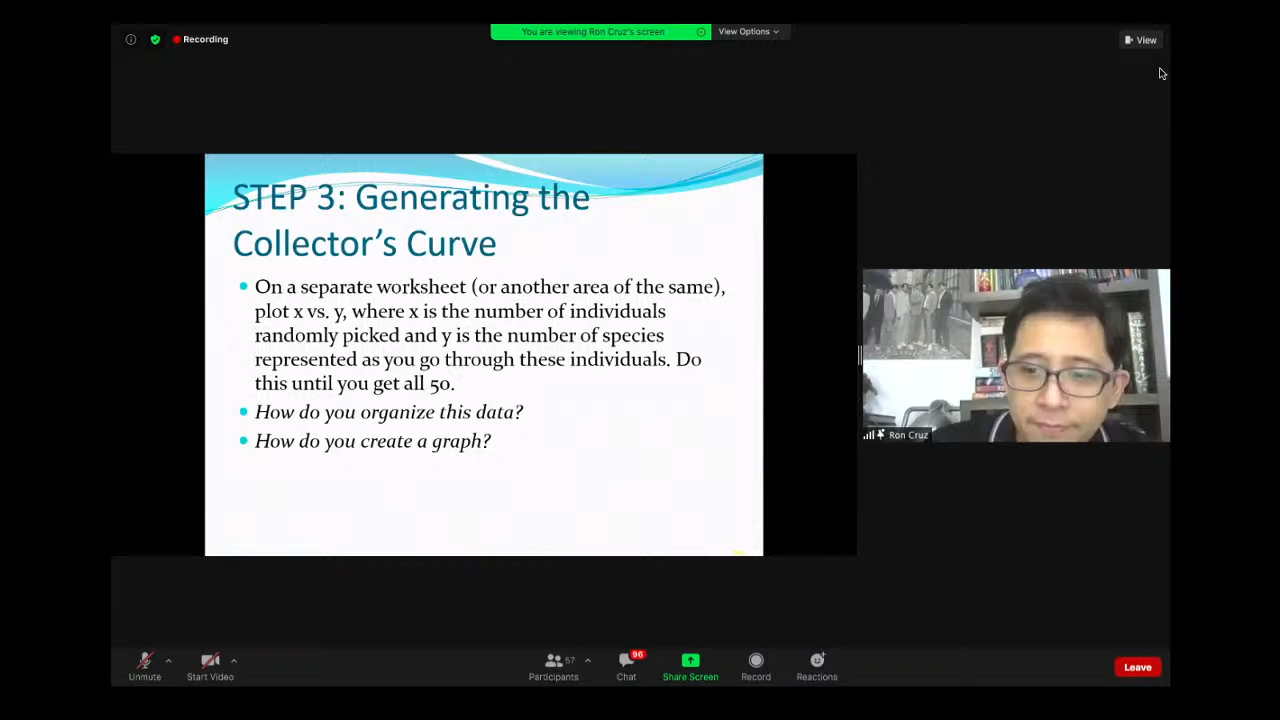 Recording
You are viewing Ron Cruz's screen
View Options
View
STEP 3: Generating the
Collector's Curve
On a separate worksheet (or another area of the same),
plot x vs. y, where x is the number of individuals
randomly picked and y is the number of species
represented as you go through these individuals. Do
this until you get all 50.
How do you organize this data?
How do you create a graph?
Ron Cruz
Unmute
Start Video
57
Participants
96
Chat
Share Screen
Record
Reactions
Leave